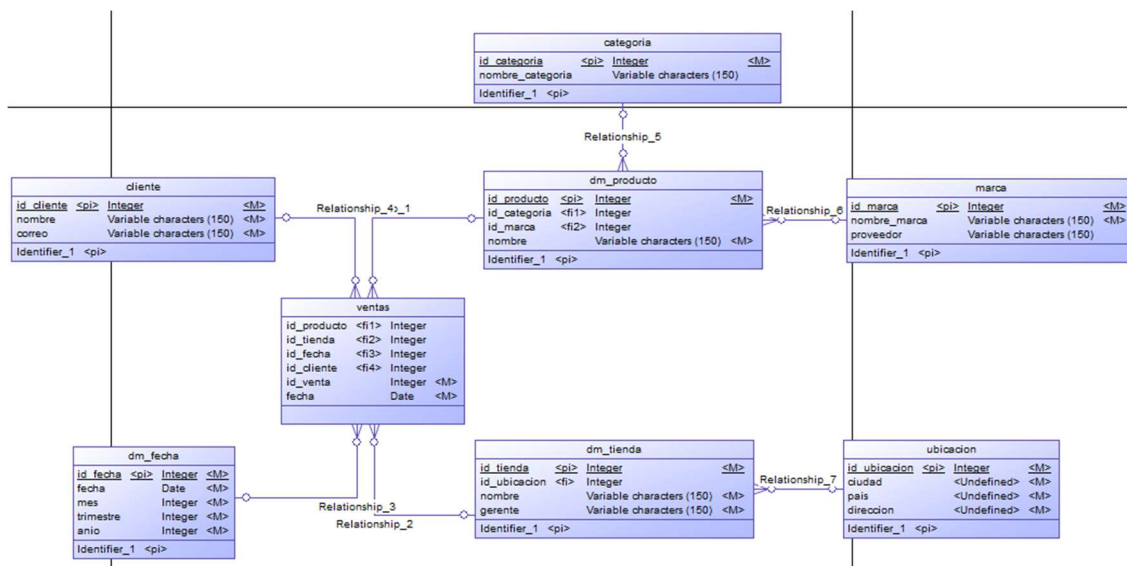 categoria
id_categoria <pi> Integer <M>
nombre_categoria Variable characters (150)
Identifier_1 <pi>
Relationship_5
cliente
id_cliente <pi> Integer <M>
nombre Variable characters (150) <M>
correo Variable characters (150) <M>
Identifier_1 <pi>
Relationship_4
_1
dm_producto
id_producto <pi> Integer <M>
id_categoria <fi1> Integer
id_marca <fi2> Integer
nombre Variable characters (150) <M>
Identifier_1 <pi>
Relationship_6
marca
id_marca <pi> Integer <M>
nombre_marca Variable characters (150) <M>
proveedor Variable characters (150)
Identifier_1 <pi>
ventas
id_producto <fi1> Integer
id_tienda <fi2> Integer
id_fecha <fi3> Integer
id_cliente <fi4> Integer
id_venta Integer <M>
fecha Date <M>
dm_fecha
id_fecha <pi> Integer <M>
fecha Date <M>
mes Integer <M>
trimestre Integer <M>
anio Integer <M>
Identifier_1 <pi>
Relationship_3
Relationship_2
dm_tienda
id_tienda <pi> Integer <M>
id_ubicacion <fi> Integer
nombre Variable characters (150) <M>
gerente Variable characters (150) <M>
Identifier_1 <pi>
Relationship_7
ubicacion
id_ubicacion <pi> Integer <M>
ciudad <Undefined> <M>
pais <Undefined> <M>
direccion <Undefined> <M>
Identifier_1 <pi>